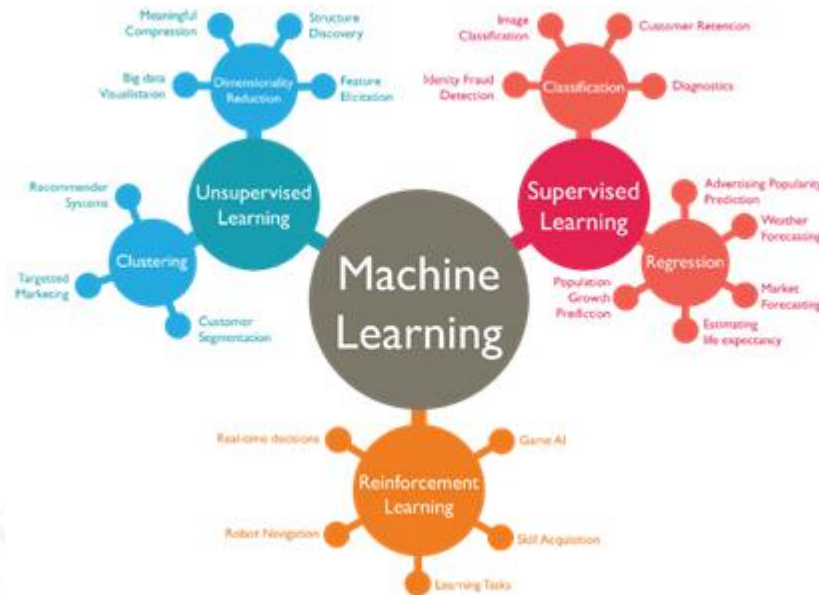 Meaningful
Compression
Structure
Discovery
Big data
Visualistaion
Dimensionality
Reduction
Feature
Elicitation
Image
Classification
Customer Retention
Idenity Fraud
Detection
Classification
Diagnostics
Unsupervised
Learning
Supervised
Learning
Recommender
Systems
Clustering
Targetted
Marketing
Customer
Segmentation
Machine
Learning
Advertising Popularity
Prediction
Weather
Forecasting
Regression
Population
Growth
Prediction
Market
Forecasting
Estimating
life expectancy
Real-time decisions
Game AI
Reinforcement
Learning
Robot Navigation
Skill Acquisition
Learning Tasks